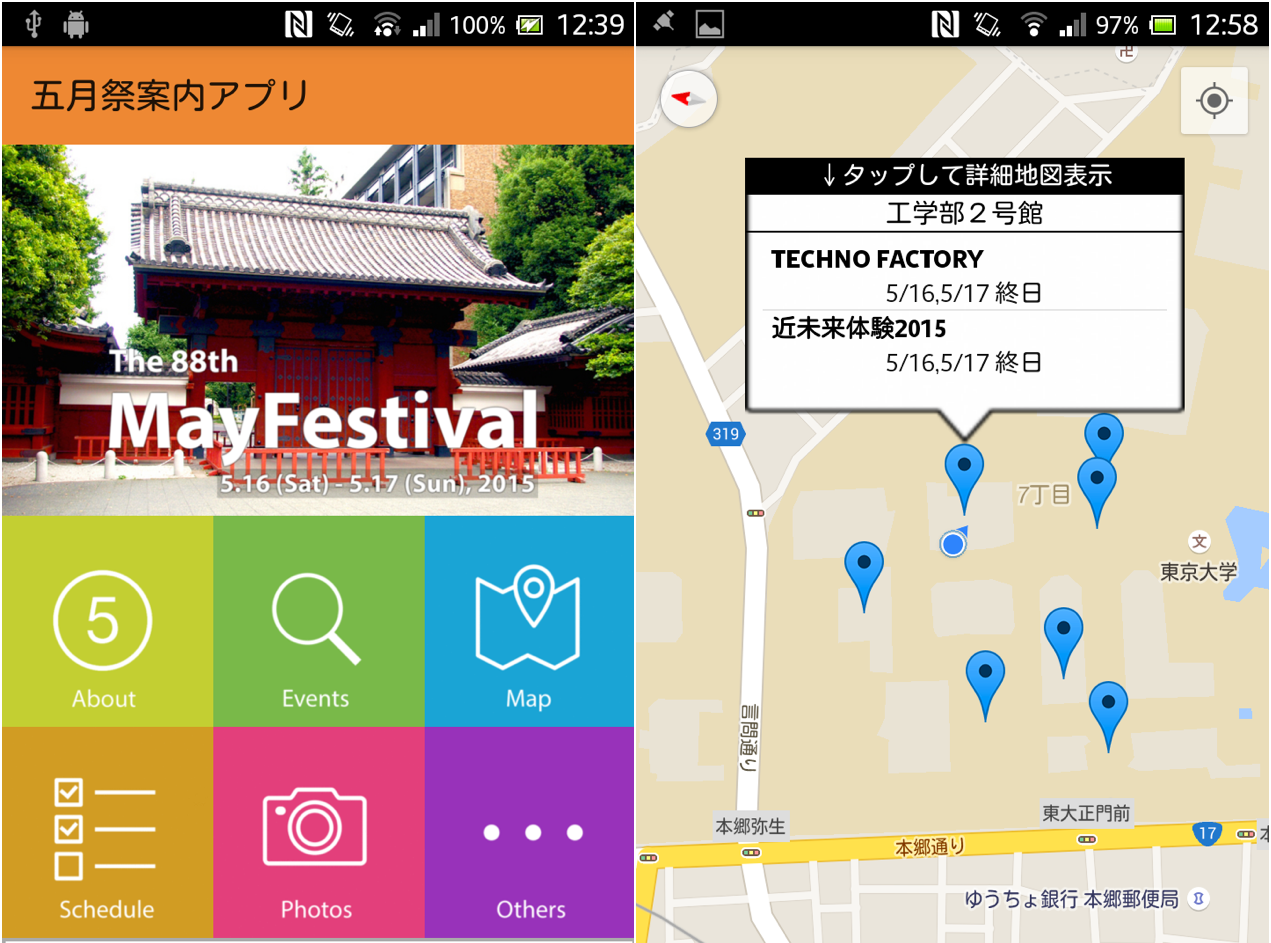 100% 12:39
五月祭案内アプリ
The 88th
MayFestival
5.16 (Sat) - 5.17 (Sun), 2015
5
About
Events
Map
Schedule
Photos
Others
97% 12:58
卍
↓タップして詳細地図表示
工学部2号館
TECHNO FACTORY
5/16,5/17 終日
近未来体験2015
5/16,5/17 終日
319
7丁目
文
東京大学
言問通り
本郷弥生
東大正門前
17
本
本郷通り
ゆうちょ銀行 本郷郵便局